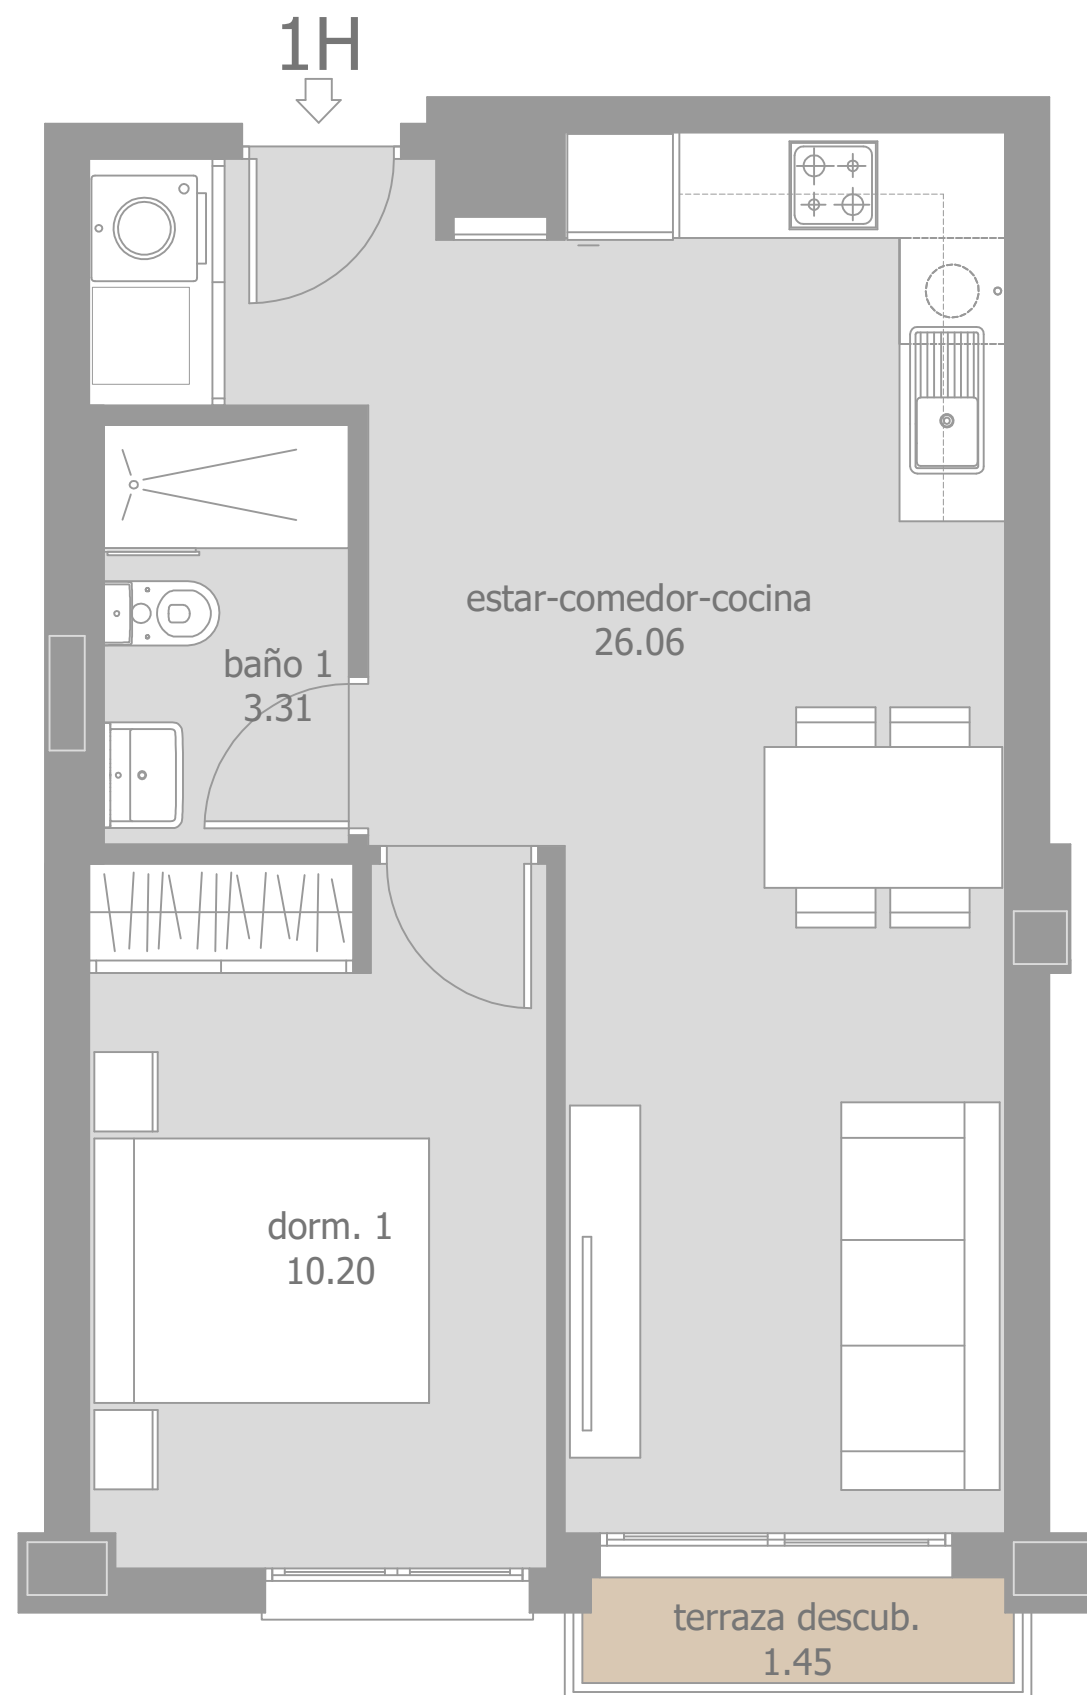 1H
estar-comedor-cocina
26.06
baño 1
3.31
dorm. 1
10.20
terraza descub.
1.45